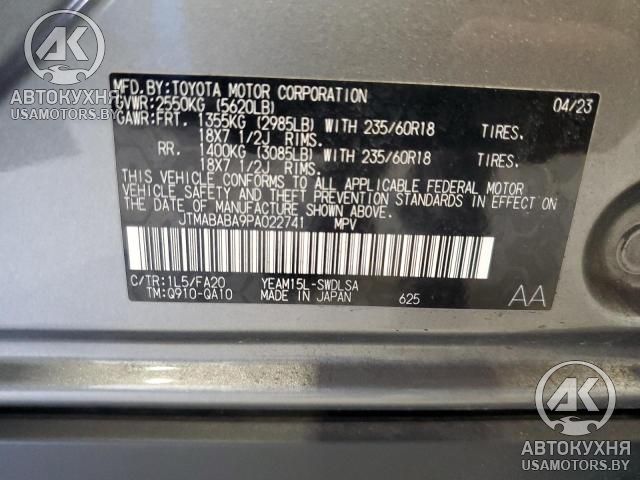 MFD.BY:TOYOTA MOTOR CORPORATION 04/23
GVWR:2550KG (5620LB)
GAWR:FRT. 1355KG (2985LB) WITH 235/60R18 TIRES.
18X7 1/2J RIMS.
RR. 1400KG (3085LB) WITH 235/60R18 TIRES.
18X7 1/2J RIMS.
THIS VEHICLE CONFORMS TO ALL APPLICABLE FEDERAL MOTOR
VEHICLE SAFETY AND THEFT PREVENTION STANDARDS IN EFFECT ON
THE DATE OF MANUFACTURE SHOWN ABOVE.
JTMABABA9PA022741 MPV
C/TR:1L5/FA20 YEAM15L-SWDLSA
TM:Q910-QA10 MADE IN JAPAN 625 AA
АК
АВТОКУХНЯ
USAMOTORS.BY
АК
АВТОКУХНЯ
USAMOTORS.BY